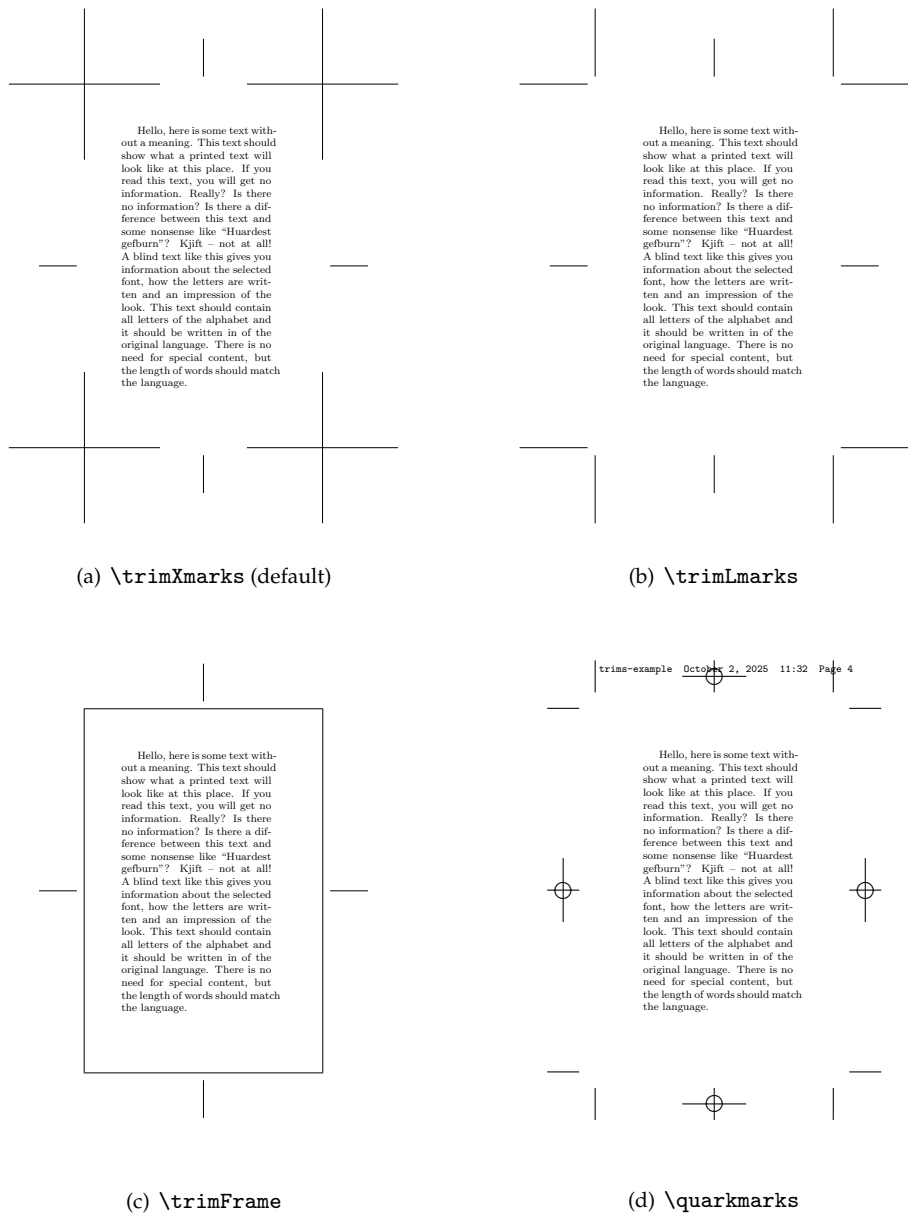 Hello, here is some text with-
out a meaning. This text should
show what a printed text will
look like at this place. If you
read this text, you will get no
information. Really? Is there
no information? Is there a dif-
ference between this text and
some nonsense like “Huardest
gefburn”? Kjift – not at all!
A blind text like this gives you
information about the selected
font, how the letters are writ-
ten and an impression of the
look. This text should contain
all letters of the alphabet and
it should be written in of the
original language. There is no
need for special content, but
the length of words should match
the language.
(a) \trimXmarks (default)
Hello, here is some text with-
out a meaning. This text should
show what a printed text will
look like at this place. If you
read this text, you will get no
information. Really? Is there
no information? Is there a dif-
ference between this text and
some nonsense like “Huardest
gefburn”? Kjift – not at all!
A blind text like this gives you
information about the selected
font, how the letters are writ-
ten and an impression of the
look. This text should contain
all letters of the alphabet and
it should be written in of the
original language. There is no
need for special content, but
the length of words should match
the language.
(b) \trimLmarks
Hello, here is some text with-
out a meaning. This text should
show what a printed text will
look like at this place. If you
read this text, you will get no
information. Really? Is there
no information? Is there a dif-
ference between this text and
some nonsense like “Huardest
gefburn”? Kjift – not at all!
A blind text like this gives you
information about the selected
font, how the letters are writ-
ten and an impression of the
look. This text should contain
all letters of the alphabet and
it should be written in of the
original language. There is no
need for special content, but
the length of words should match
the language.
(c) \trimFrame
trims-example October 2, 2025 11:32 Page 4
Hello, here is some text with-
out a meaning. This text should
show what a printed text will
look like at this place. If you
read this text, you will get no
information. Really? Is there
no information? Is there a dif-
ference between this text and
some nonsense like “Huardest
gefburn”? Kjift – not at all!
A blind text like this gives you
information about the selected
font, how the letters are writ-
ten and an impression of the
look. This text should contain
all letters of the alphabet and
it should be written in of the
original language. There is no
need for special content, but
the length of words should match
the language.
(d) \quarkmarks